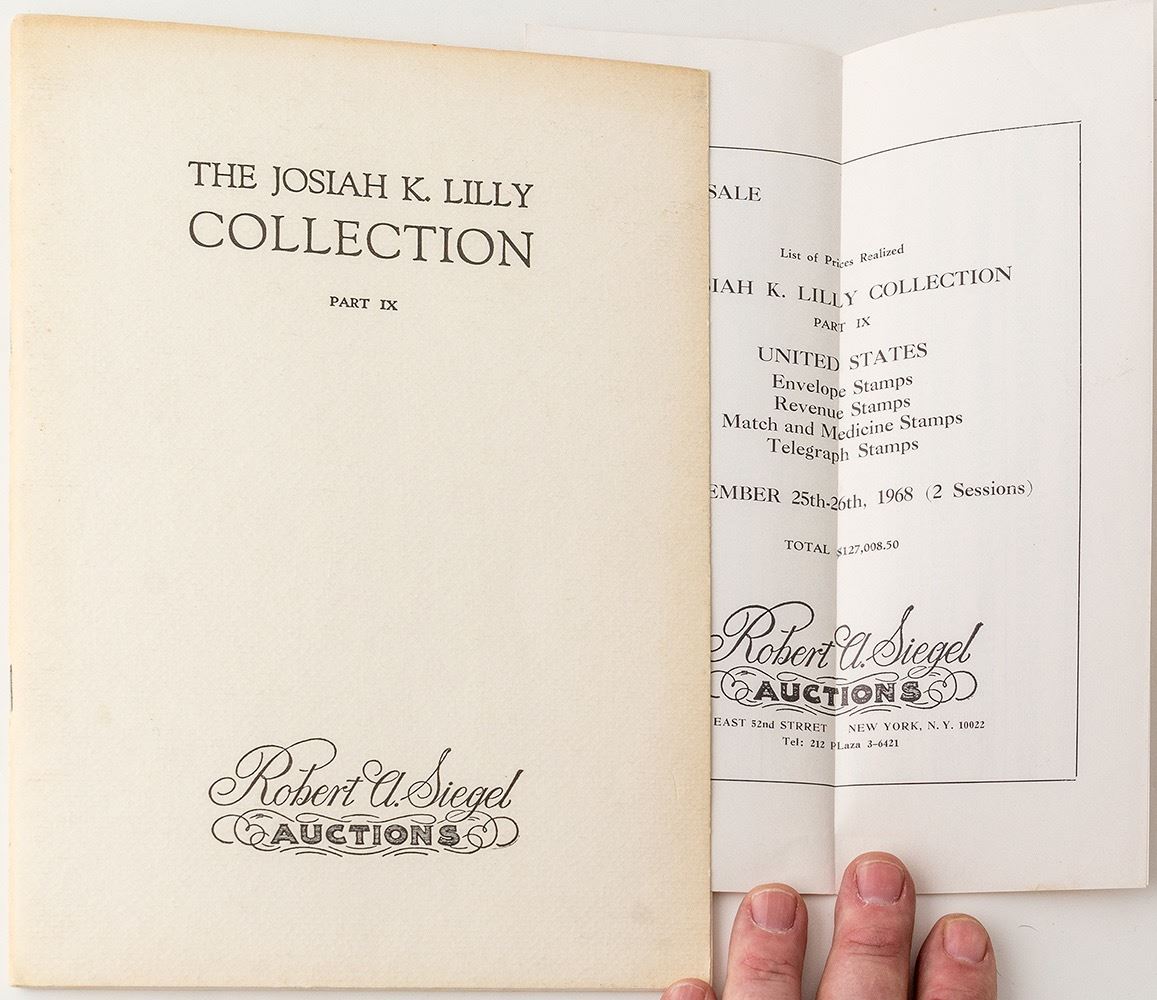 THE JOSIAH K. LILLY
COLLECTION
PART IX
Robert A. Siegel
AUCTIONS
SALE
List of Prices Realized
IAH K. LILLY COLLECTION
PART IX
UNITED STATES
Envelope Stamps
Revenue Stamps
Match and Medicine Stamps
Telegraph Stamps
EMBER 25th-26th, 1968 (2 Sessions)
TOTAL $127,008.50
Robert A. Siegel
AUCTIONS
EAST 52nd STRRET NEW YORK, N. Y. 10022
Tel: 212 PLaza 3-6421